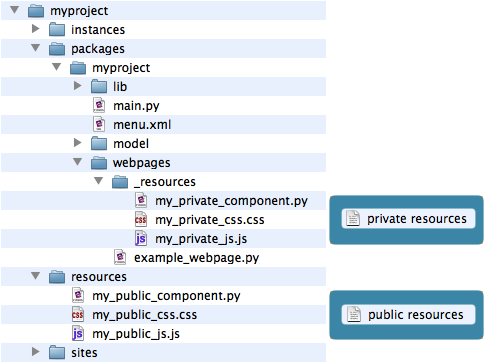 myproject
instances
packages
myproject
lib
main.py
menu.xml
model
webpages
_resources
my_private_component.py
my_private_css.css
my_private_js.js
private resources
example_webpage.py
resources
my_public_component.py
my_public_css.css
my_public_js.js
public resources
sites